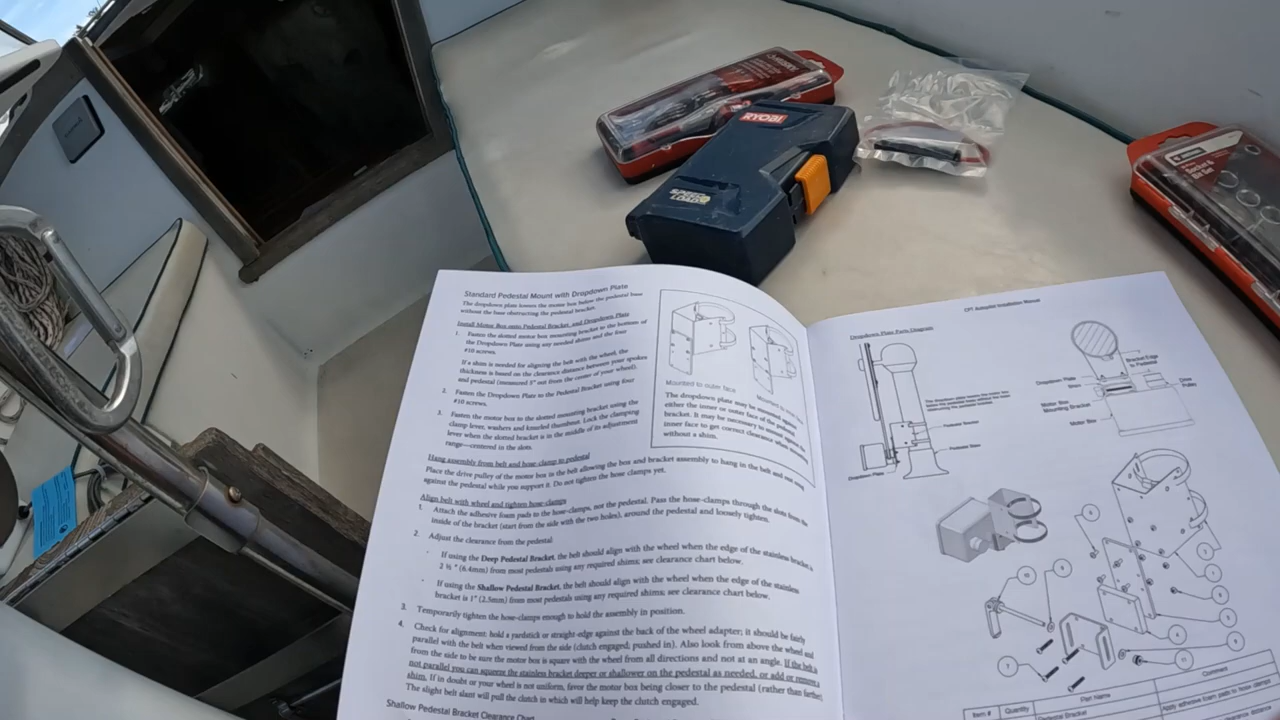 RYOBI
SPEED
LOAD
Standard Pedestal Mount with Dropdown Plate
The dropdown plate lowers the motor box below the pedestal base
without the base obstructing the pedestal bracket.
Install Motor Box onto Pedestal Bracket, and Dropdown Plate
1. Fasten the slotted motor box mounting bracket to the bottom of
the Dropdown Plate using any needed shims and the four
#10 screws.
If a shim is needed for aligning the belt with the wheel, the
thickness is based on the clearance distance between your spokes
and pedestal (measured 5" out from the center of your wheel).
2. Fasten the Dropdown Plate to the Pedestal Bracket using four
#10 screws.
3. Fasten the motor box to the slotted mounting bracket using the
clamp lever, washers and knurled thumbnut. Lock the clamping
lever when the slotted bracket is in the middle of its adjustment
range—centered in the slots.
Mounted to outer face
Mounted to
The dropdown plate may be mounted against
either the inner or outer face of the pedestal
bracket. It may be necessary to mount against the
inner face to get correct clearance when
without a shim.
Hang assembly from belt and hose clamp to pedestal
Place the drive pulley of the motor box in the belt allowing the box and bracket assembly to hang in the belt and rest
against the pedestal while you support it. Do not tighten the hose clamps yet.
Align belt with wheel and tighten hose clamps
1. Attach the adhesive foam pads to the hose-clamps, not the pedestal. Pass the hose-clamps through the slots from the
inside of the bracket (start from the side with the two holes), around the pedestal and loosely tighten.
2. Adjust the clearance from the pedestal:
· If using the Deep Pedestal Bracket, the belt should align with the wheel when the edge of the stainless bracket is
2 ½ " (6.4mm) from most pedestals using any required shims; see clearance chart below.
· If using the Shallow Pedestal Bracket, the belt should align with the wheel when the edge of the stainless
bracket is 1" (2.5mm) from most pedestals using any required shims; see clearance chart below.
3. Temporarily tighten the hose-clamps enough to hold the assembly in position.
4. Check for alignment: hold a yardstick or straight-edge against the back of the wheel adapter; it should be fairly
parallel with the belt when viewed from the side (clutch engaged; pushed in). Also look from above the wheel and
from the side to be sure the motor box is square with the wheel from all directions and not at an angle. If the belt is
not parallel you can squeeze the stainless bracket deeper or shallower on the pedestal as needed, or add or remove a
shim. If in doubt or your wheel is not uniform, favor the motor box being closer to the pedestal (rather than farther)
The slight belt slant will pull the clutch in which will help keep the clutch engaged.
Shallow Pedestal Bracket Clearance Chart
CPT Autopilot Installation Manual
Dropdown Plate Parts Diagram
Dropdown Plate
Bracket Edge
to Pedestal
Dropdown Plate
Shim
Motor Box
Mounting Bracket
Motor Box
Drive
Pulley
Item #
Quantity
Part Name
Comment
Pedestal Bracket
Apply adhesive foam pads to hose clamps